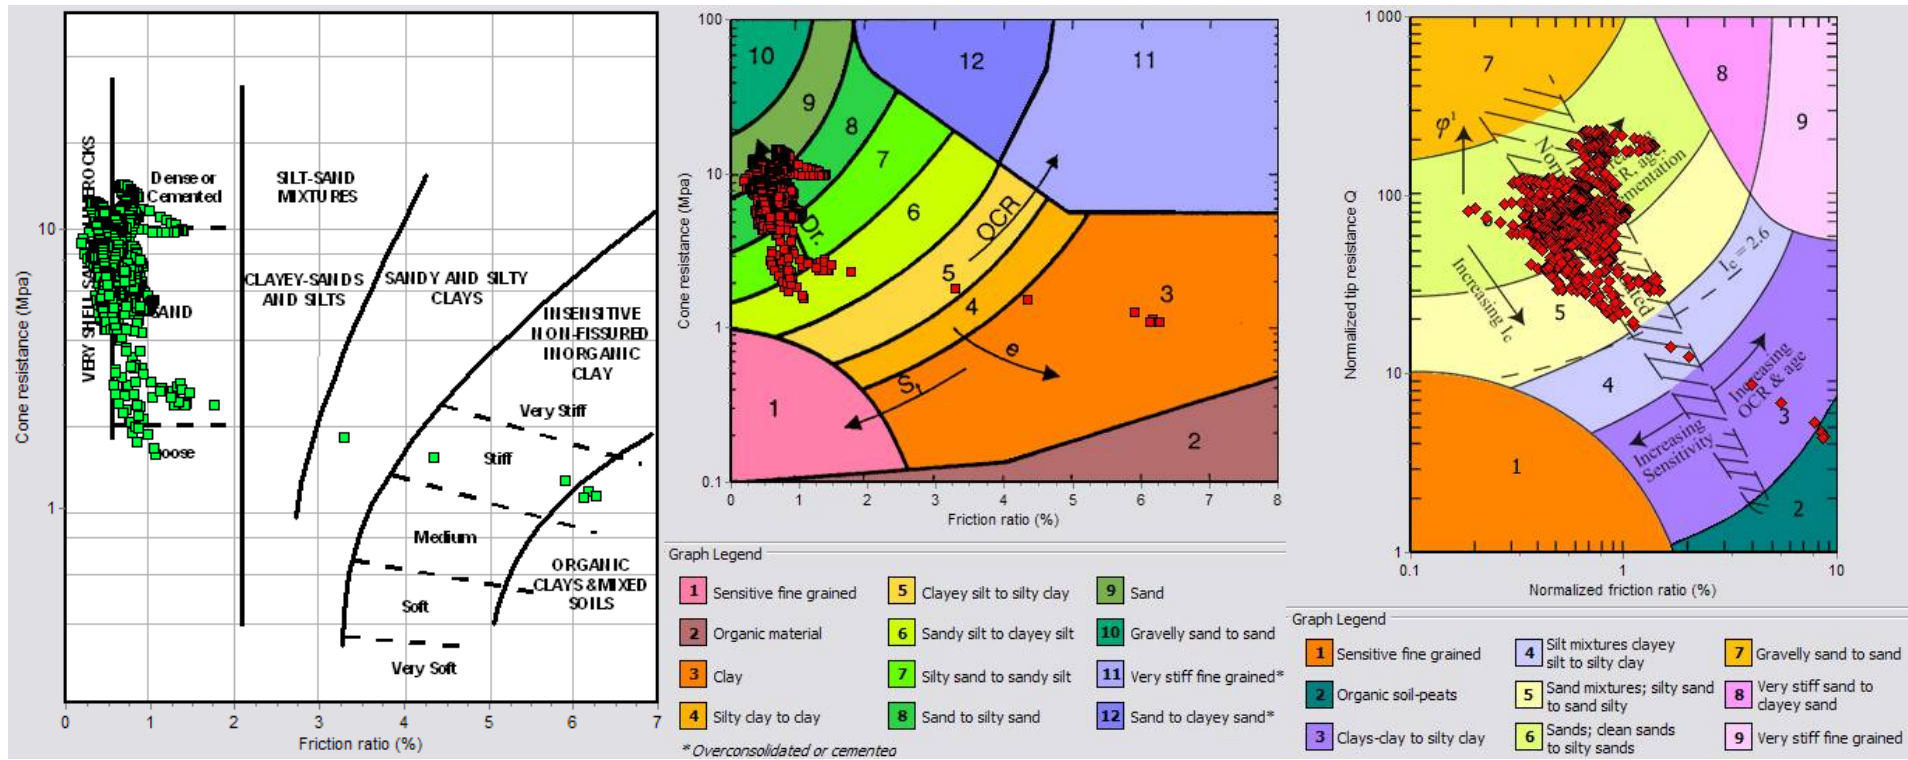 Cone resistance (Mpa)
10
1
Dense or
Cemented
SILT-SAND
MIXTURES
CLAYEY-SANDS
AND SILTS
SANDY AND SILTY
CLAYS
SAND
INSENSITIVE
NON-FISSURED
INORGANIC
CLAY
Very Stiff
Stiff
Medium
Soft
Very Soft
ORGANIC
CLAYS & MIXED
SOILS
0 1 2 3 4 5 6 7
Friction ratio (%)
Cone resistance (Mpa)
100
10
1
0.1
10
9
8
7
6
5
4
3
2
1
12
11
Dr.
OCR
e
St
0 1 2 3 4 5 6 7 8
Friction ratio (%)
Graph Legend
1 Sensitive fine grained
2 Organic material
3 Clay
4 Silty clay to clay
5 Clayey silt to silty clay
6 Sandy silt to clayey silt
7 Silty sand to sandy silt
8 Sand to silty sand
9 Sand
10 Gravelly sand to sand
11 Very stiff fine grained*
12 Sand to clayey sand*
* Overconsolidated or cemented
Normalized tip resistance Q
1 000
100
10
1
7
8
9
φ'
5
4
3
2
1
Increasing Ic
Ic = 2.6
Increasing
OCR & age
Increasing
Sensitivity
0.1 1 10
Normalized friction ratio (%)
Graph Legend
1 Sensitive fine grained
2 Organic soil-peats
3 Clays-clay to silty clay
4 Silt mixtures clayey
silt to silty clay
5 Sand mixtures; silty sand
to sand silty
6 Sands; clean sands
to silty sands
7 Gravelly sand to sand
8 Very stiff sand to
clayey sand
9 Very stiff fine grained